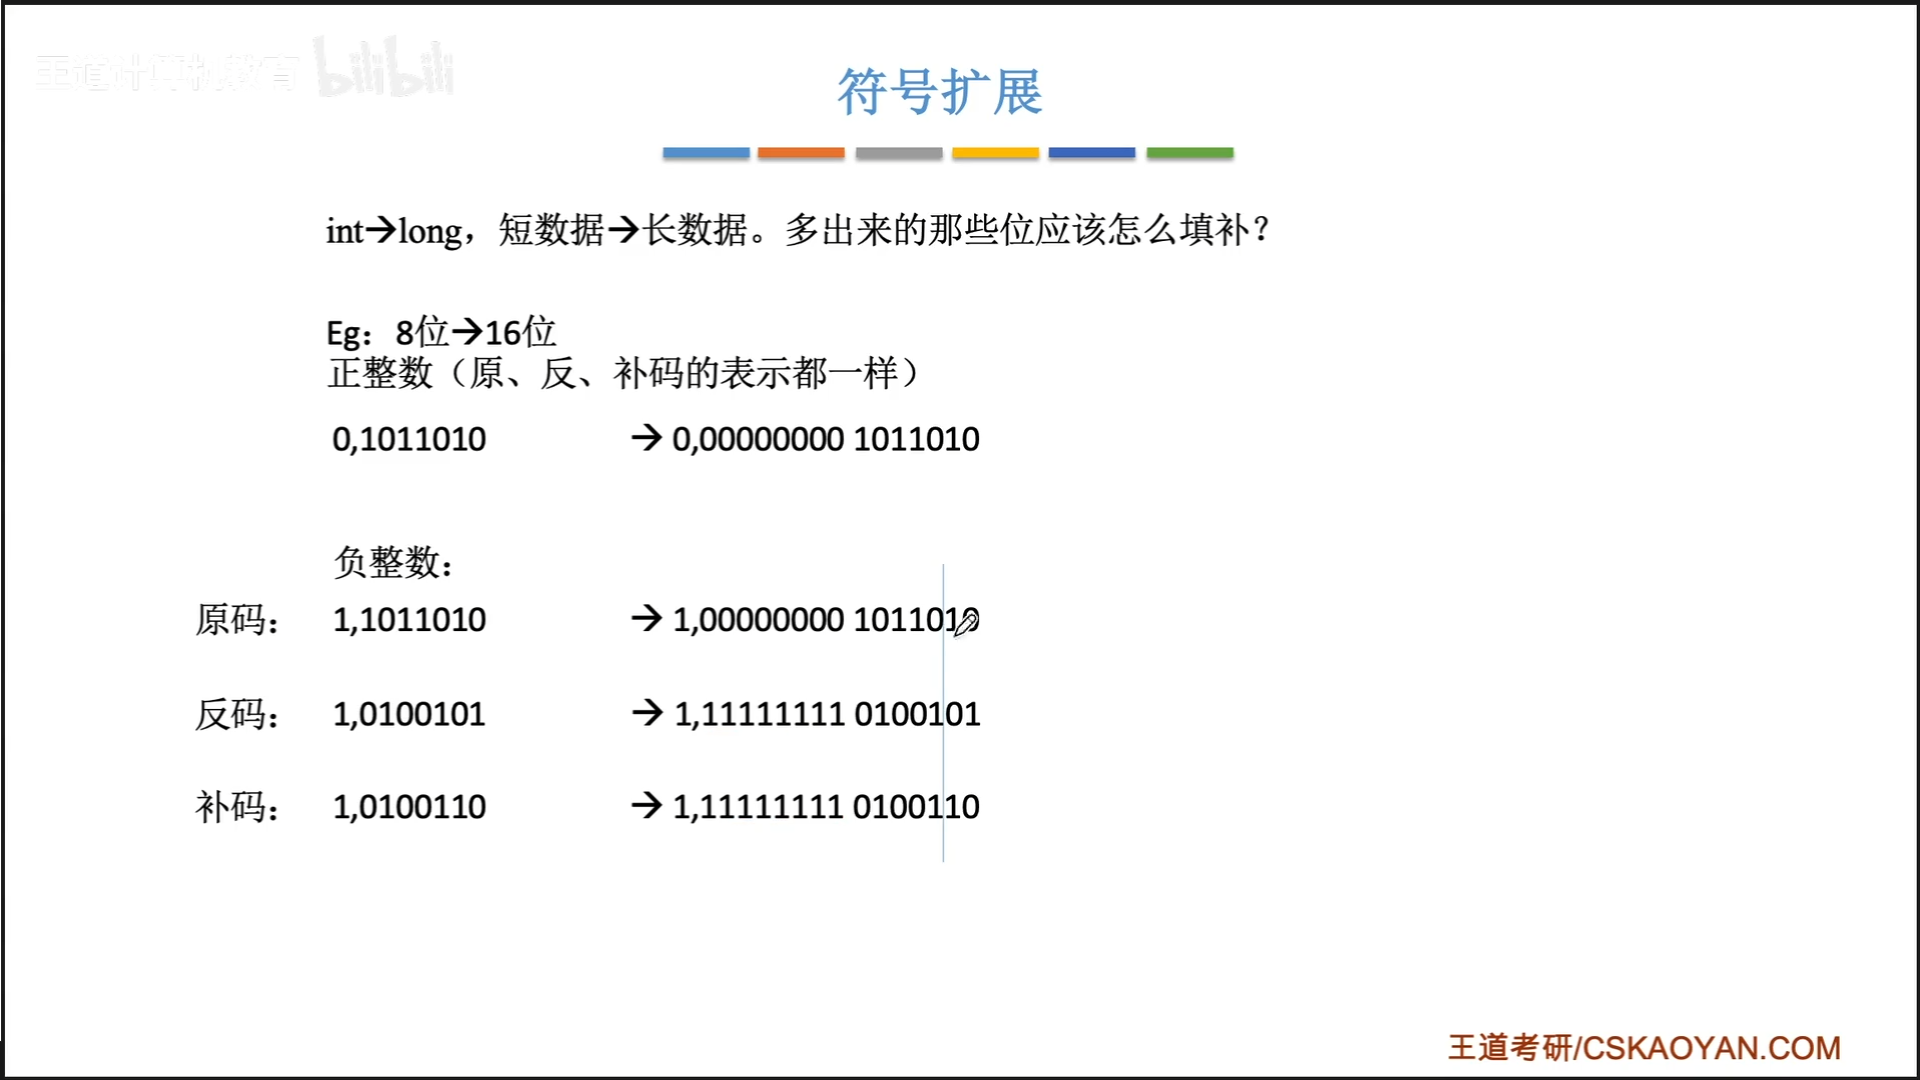 王道计算机教育 bilibili
符号扩展
int→long，短数据→长数据。多出来的那些位应该怎么填补？
Eg：8位→16位
正整数（原、反、补码的表示都一样）
0,1011010 → 0,00000000 1011010
负整数：
原码： 1,1011010 → 1,00000000 1011010
反码： 1,0100101 → 1,11111111 0100101
补码： 1,0100110 → 1,11111111 0100110
王道考研/CSKAOYAN.COM